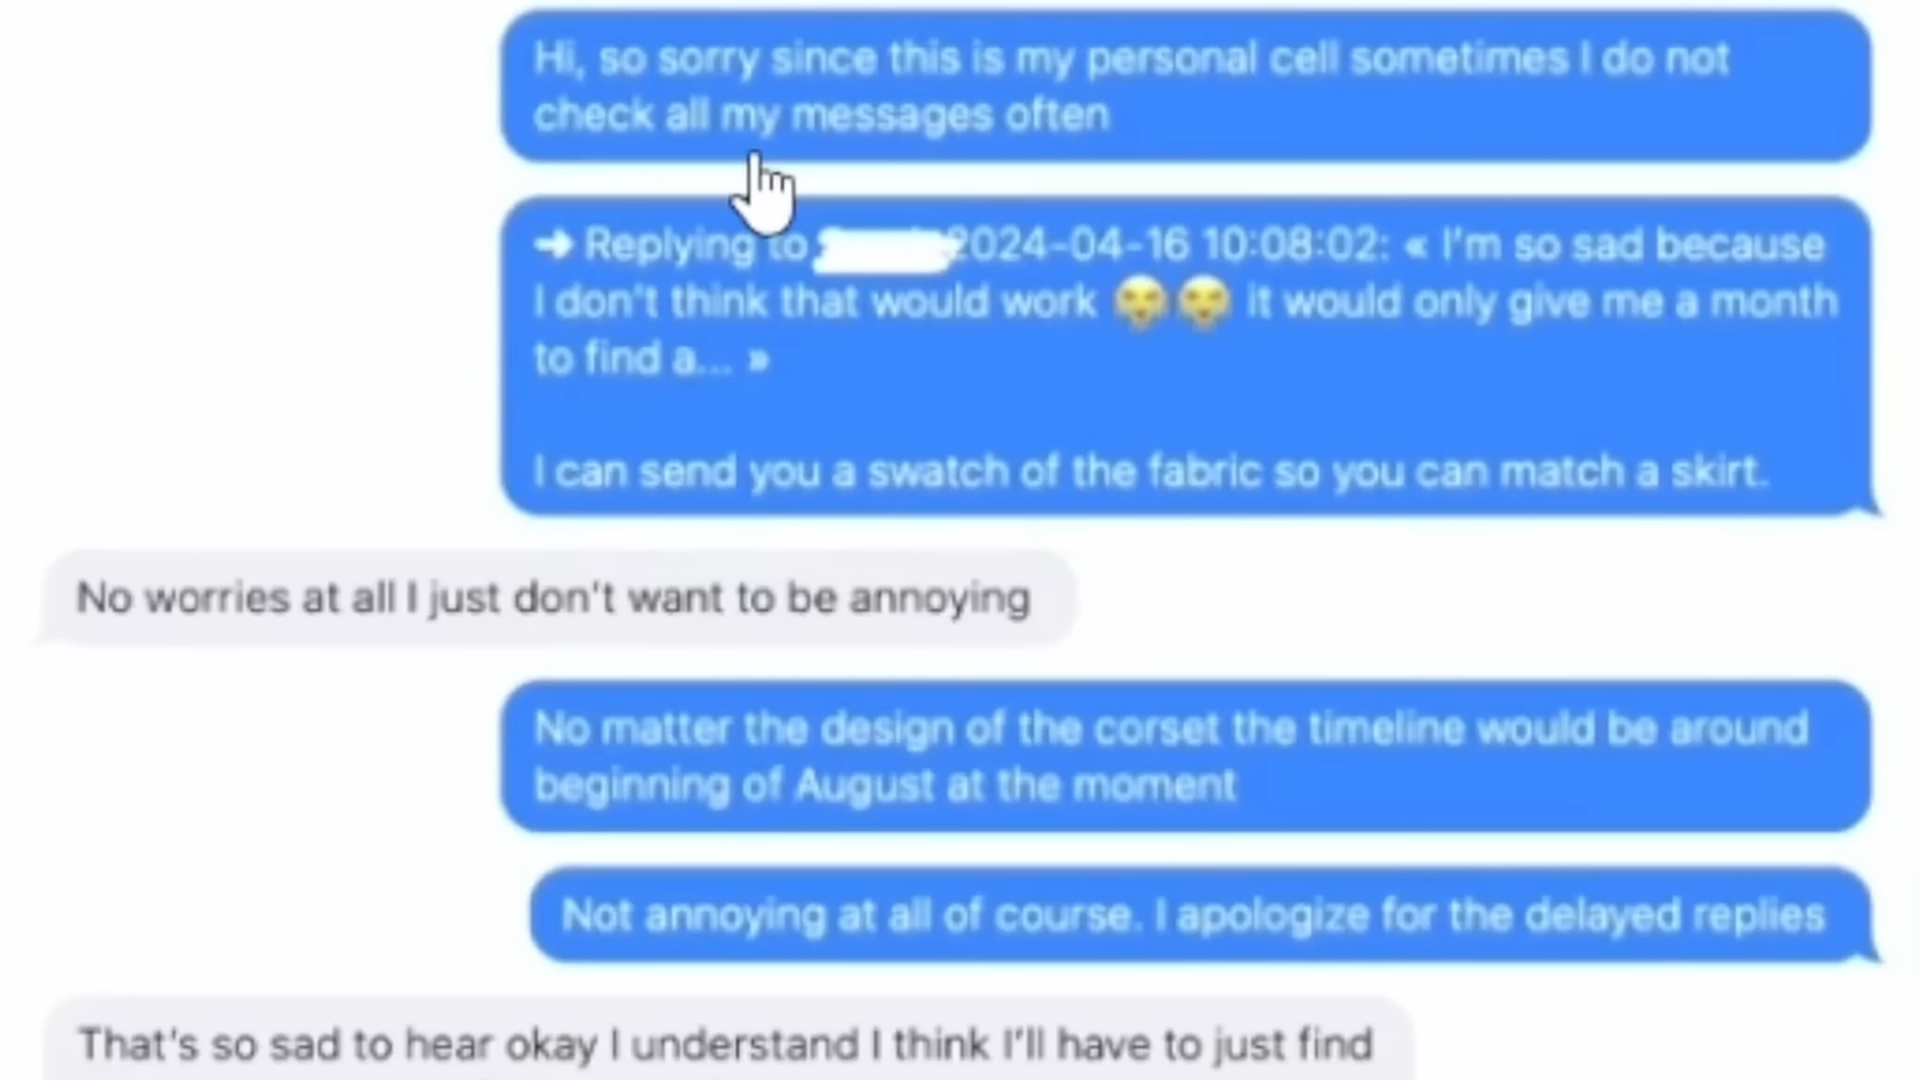 Hi, so sorry since this is my personal cell sometimes I do not
check all my messages often
➜ Replying to 2024-04-16 10:08:02: « I'm so sad because
I don't think that would work 😭😭 it would only give me a month
to find a... »
I can send you a swatch of the fabric so you can match a skirt.
No worries at all I just don't want to be annoying
No matter the design of the corset the timeline would be around
beginning of August at the moment
Not annoying at all of course. I apologize for the delayed replies
That's so sad to hear okay I understand I think I'll have to just find